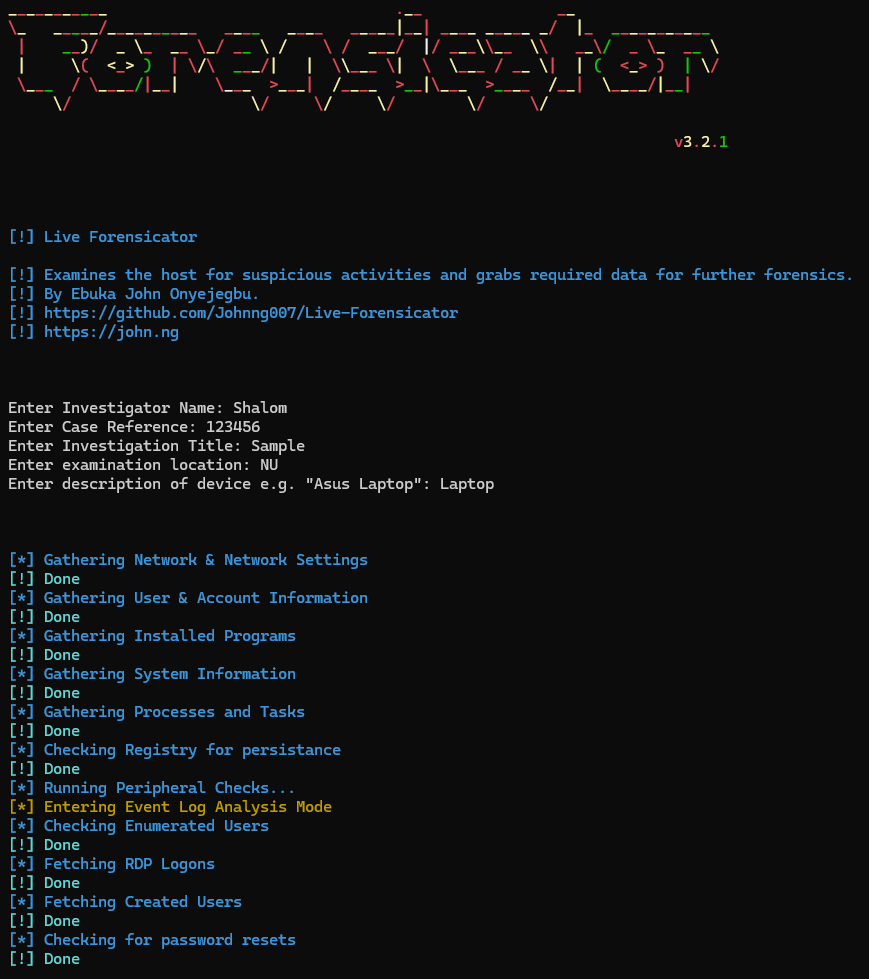 Forensicator
v3.2.1
[!] Live Forensicator
[!] Examines the host for suspicious activities and grabs required data for further forensics.
[!] By Ebuka John Onyejegbu.
[!] https://github.com/Johnng007/Live-Forensicator
[!] https://john.ng
Enter Investigator Name: Shalom
Enter Case Reference: 123456
Enter Investigation Title: Sample
Enter examination location: NU
Enter description of device e.g. "Asus Laptop": Laptop
[*] Gathering Network & Network Settings
[!] Done
[*] Gathering User & Account Information
[!] Done
[*] Gathering Installed Programs
[!] Done
[*] Gathering System Information
[!] Done
[*] Gathering Processes and Tasks
[!] Done
[*] Checking Registry for persistance
[!] Done
[*] Running Peripheral Checks...
[*] Entering Event Log Analysis Mode
[*] Checking Enumerated Users
[!] Done
[*] Fetching RDP Logons
[!] Done
[*] Fetching Created Users
[!] Done
[*] Checking for password resets
[!] Done